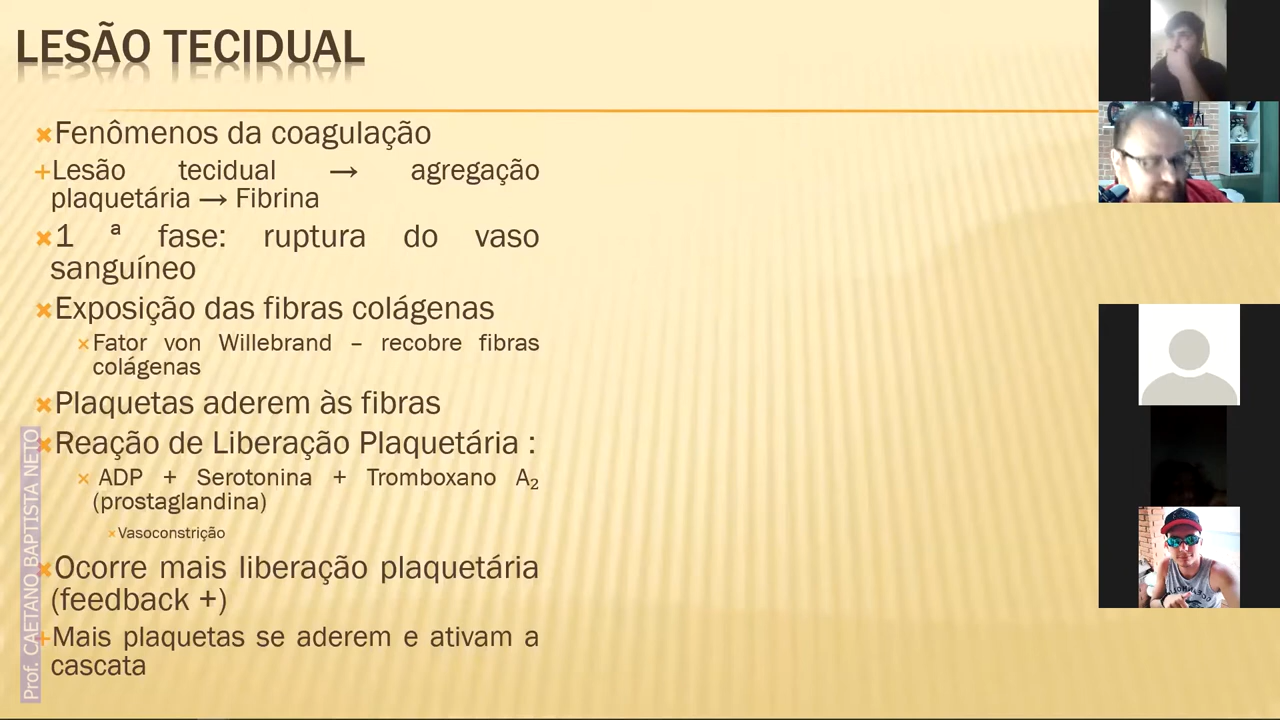 LESÃO TECIDUAL
Fenômenos da coagulação
Lesão tecidual → agregação
plaquetária → Fibrina
1 ª fase: ruptura do vaso
sanguíneo
Exposição das fibras colágenas
Fator von Willebrand – recobre fibras
colágenas
Plaquetas aderem às fibras
Reação de Liberação Plaquetária :
ADP + Serotonina + Tromboxano A₂
(prostaglandina)
Vasoconstrição
Ocorre mais liberação plaquetária
(feedback +)
Mais plaquetas se aderem e ativam a
cascata
Prof. CAETANO BAPTISTA NETO